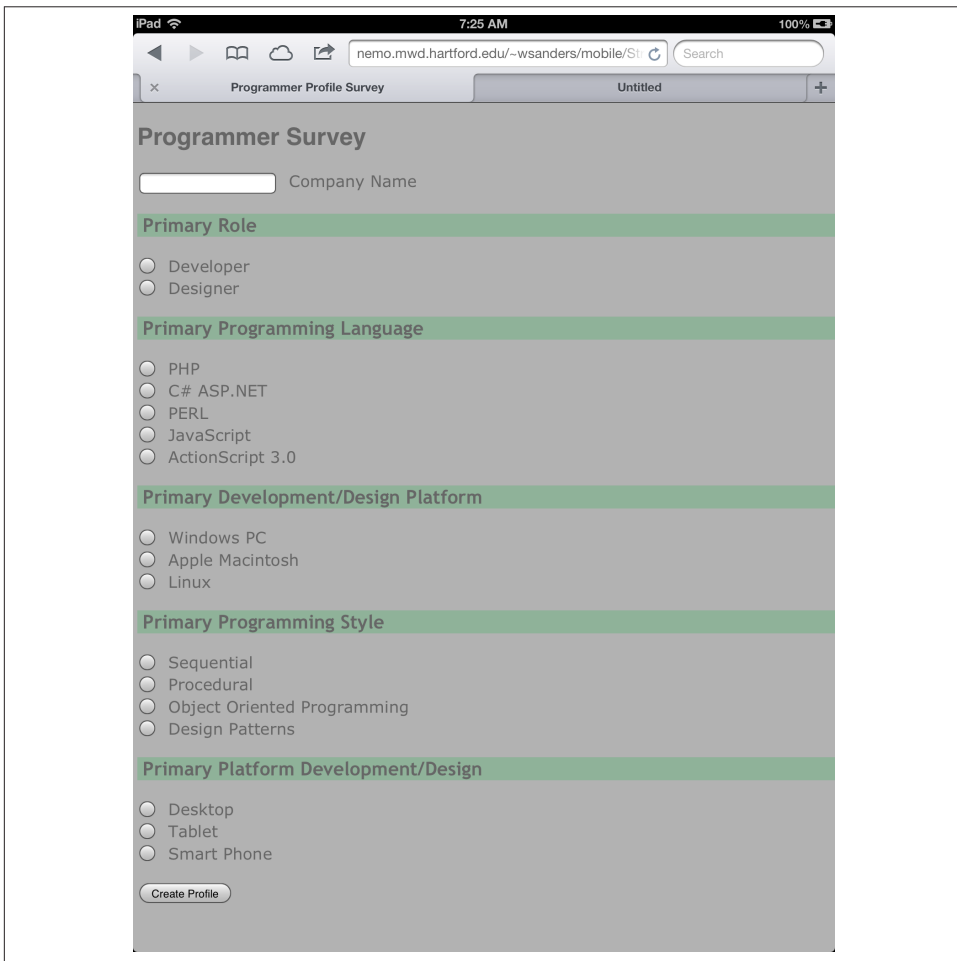 iPad 7:25 AM 100%
nemo.mwd.hartford.edu/~wsanders/mobile/St Search
× Programmer Profile Survey Untitled +
Programmer Survey
Company Name
Primary Role
Developer
Designer
Primary Programming Language
PHP
C# ASP.NET
PERL
JavaScript
ActionScript 3.0
Primary Development/Design Platform
Windows PC
Apple Macintosh
Linux
Primary Programming Style
Sequential
Procedural
Object Oriented Programming
Design Patterns
Primary Platform Development/Design
Desktop
Tablet
Smart Phone
Create Profile